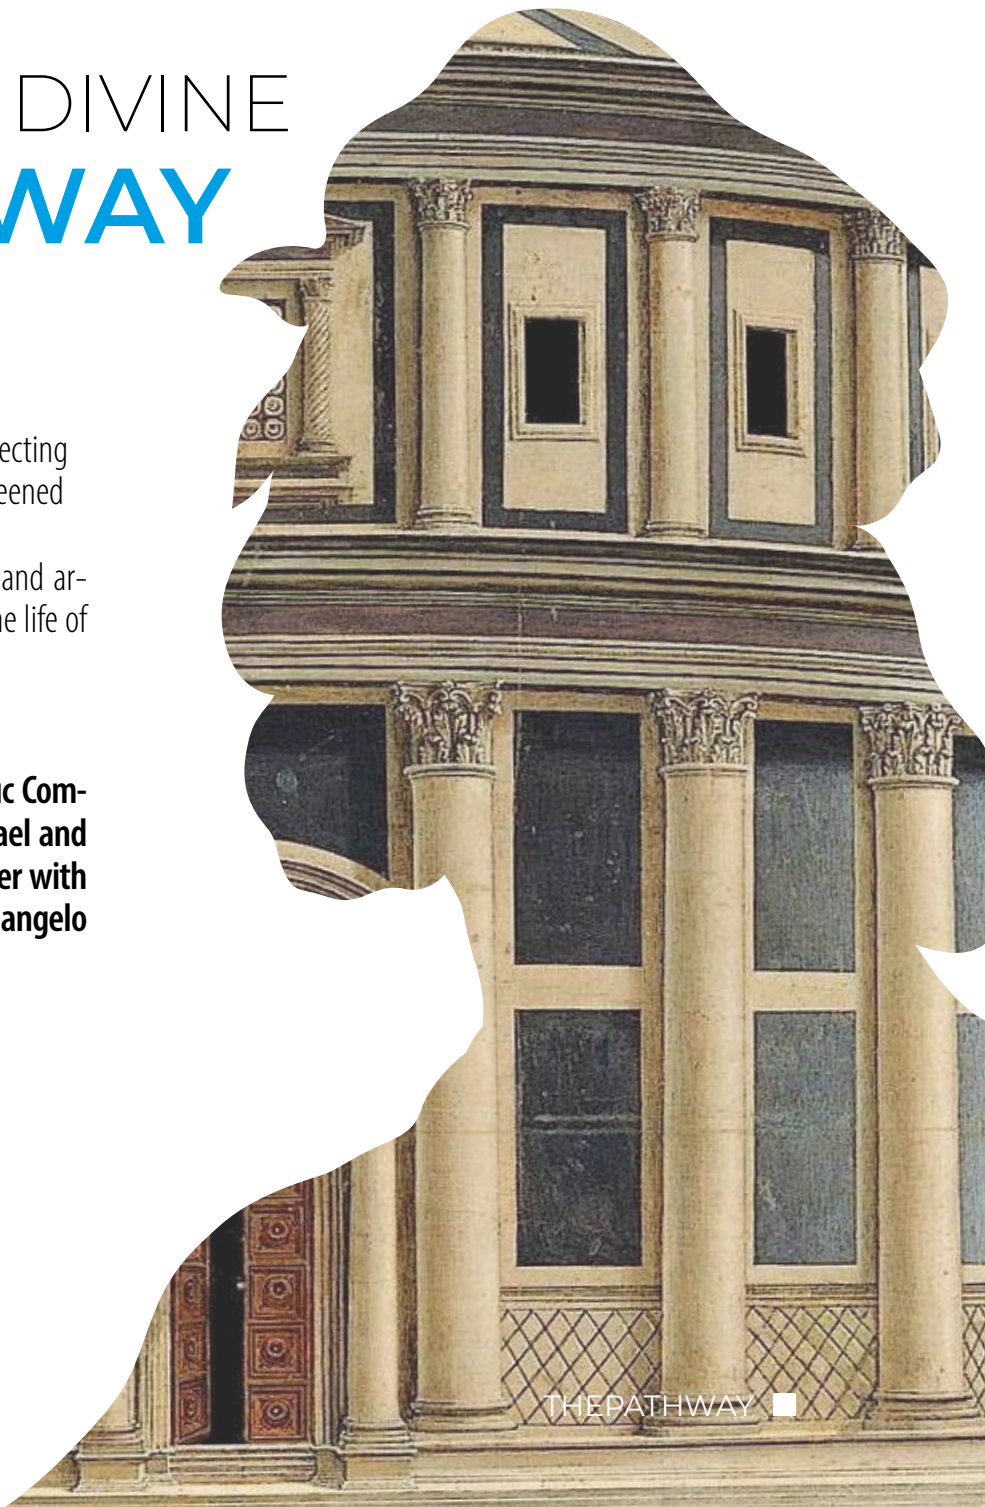 DIVINE
WAY
ecting
eened
and ar-
e life of
c Com-
ael and
er with
angelo
THEPATHWAY